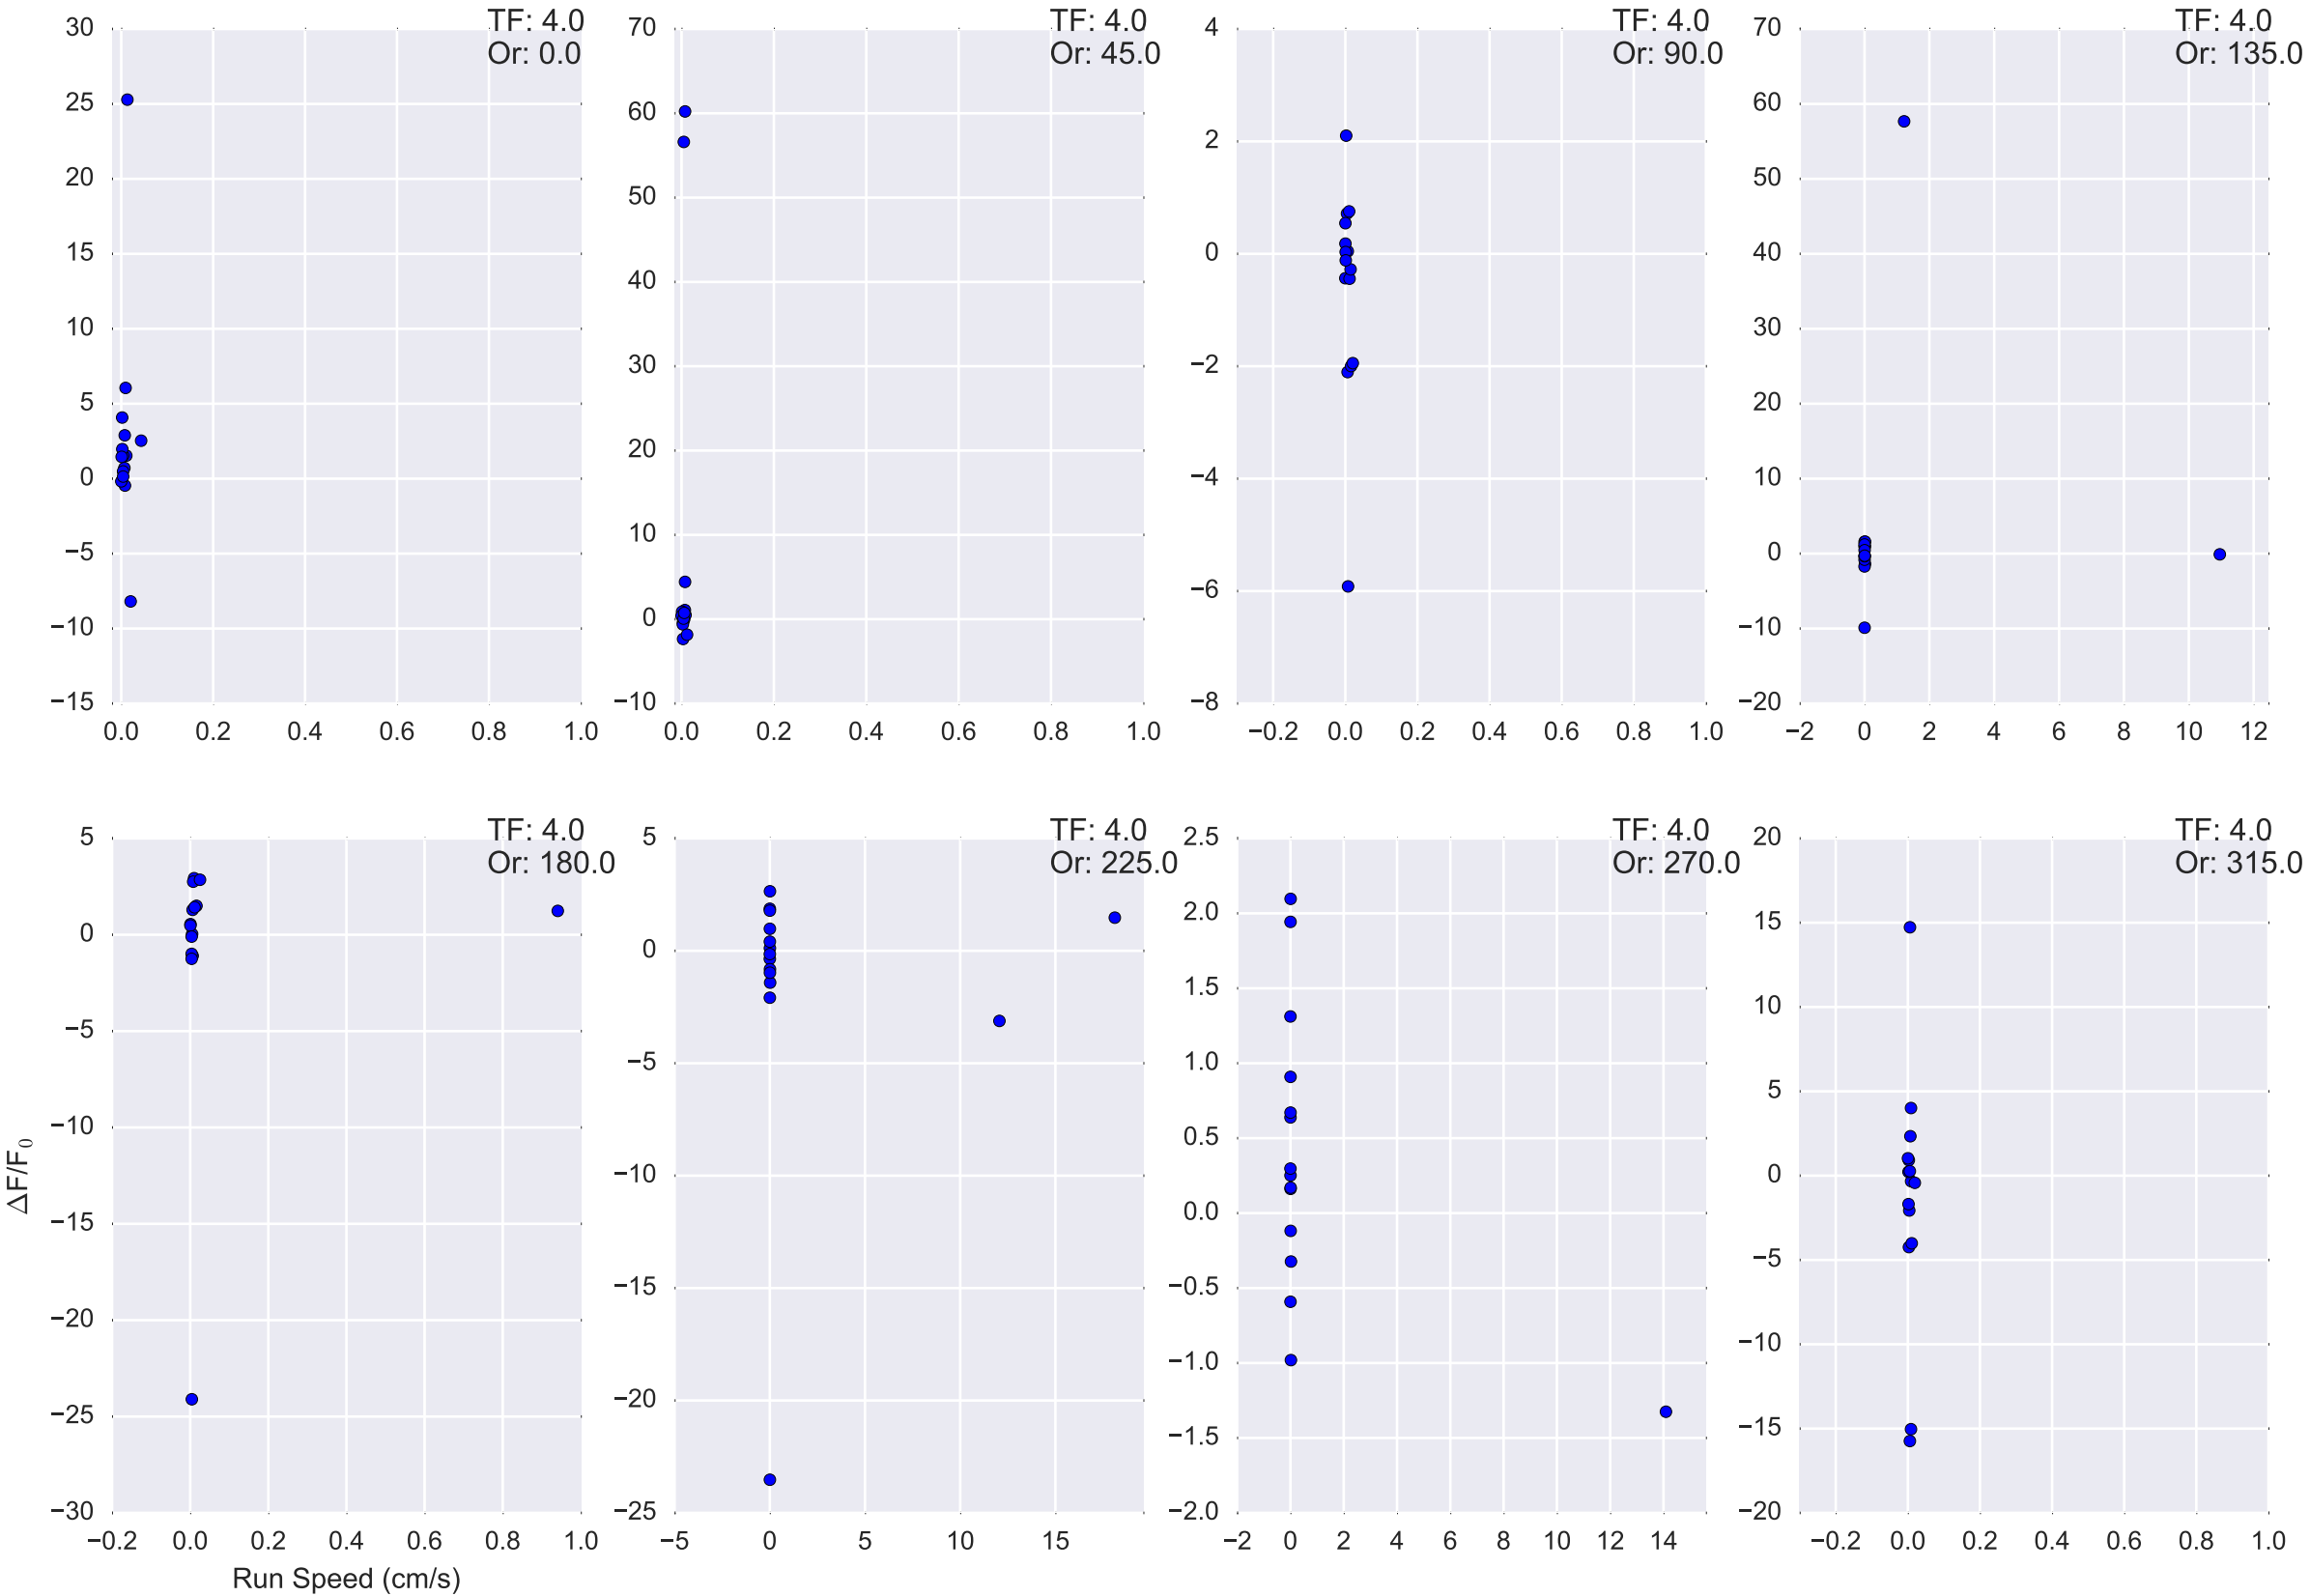 TF: 4.0
Or: 0.0
30
25
20
15
10
5
0
−5
−10
−15
0.0 0.2 0.4 0.6 0.8 1.0
TF: 4.0
Or: 45.0
70
60
50
40
30
20
10
0
−10
0.0 0.2 0.4 0.6 0.8 1.0
TF: 4.0
Or: 90.0
4
2
0
−2
−4
−6
−8
−0.2 0.0 0.2 0.4 0.6 0.8 1.0
TF: 4.0
Or: 135.0
70
60
50
40
30
20
10
0
−10
−20
−2 0 2 4 6 8 10 12
TF: 4.0
Or: 180.0
5
0
−5
−10
−15
−20
−25
−30
−0.2 0.0 0.2 0.4 0.6 0.8 1.0
ΔF/F0
Run Speed (cm/s)
TF: 4.0
Or: 225.0
5
0
−5
−10
−15
−20
−25
−5 0 5 10 15
TF: 4.0
Or: 270.0
2.5
2.0
1.5
1.0
0.5
0.0
−0.5
−1.0
−1.5
−2.0
−2 0 2 4 6 8 10 12 14
TF: 4.0
Or: 315.0
20
15
10
5
0
−5
−10
−15
−20
−0.2 0.0 0.2 0.4 0.6 0.8 1.0